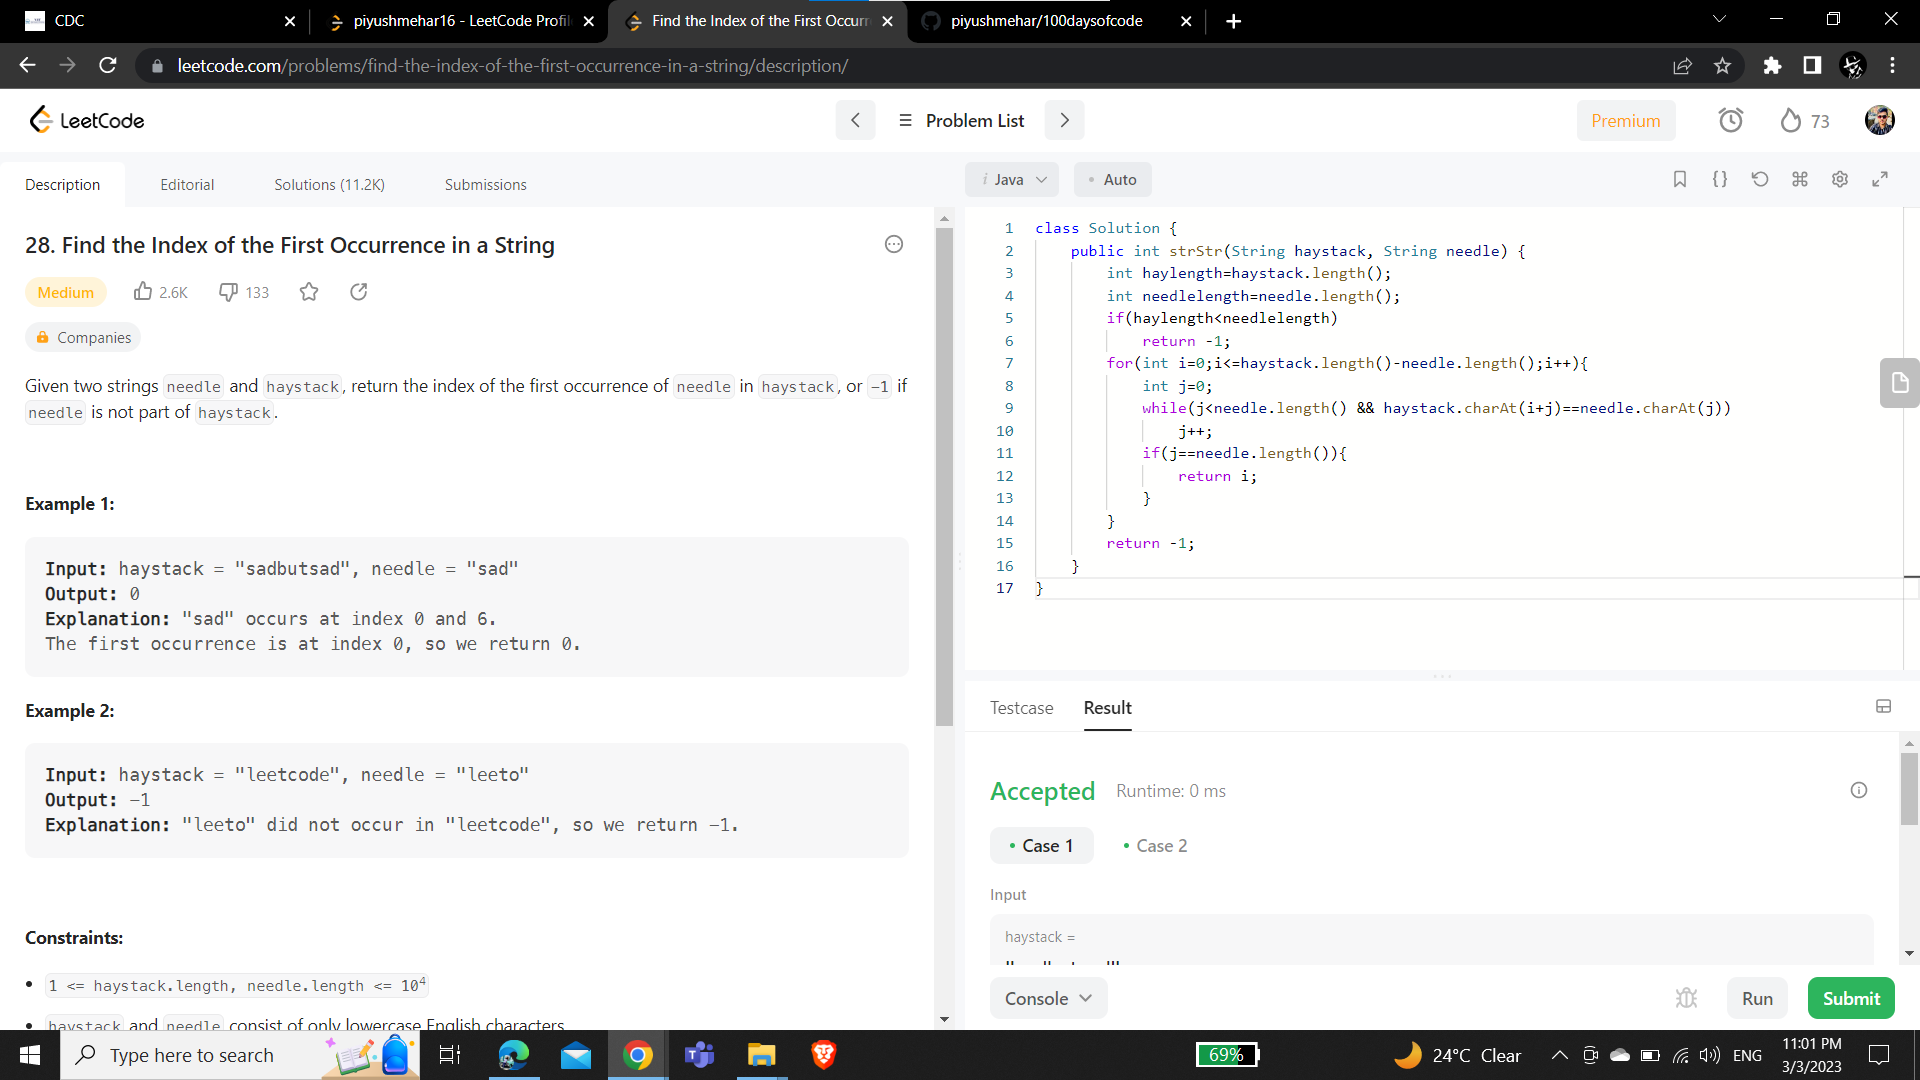 CDC
piyushmehar16 - LeetCode Profil
Find the Index of the First Occurr
piyushmehar/100daysofcode
leetcode.com/problems/find-the-index-of-the-first-occurrence-in-a-string/description/
LeetCode
Problem List
Premium
73
Description
Editorial
Solutions (11.2K)
Submissions
28. Find the Index of the First Occurrence in a String
Medium
2.6K
133
Companies
Given two strings needle and haystack, return the index of the first occurrence of needle in haystack, or -1 if
needle is not part of haystack.
Example 1:
Input: haystack = "sadbutsad", needle = "sad"
Output: 0
Explanation: "sad" occurs at index 0 and 6.
The first occurrence is at index 0, so we return 0.
Example 2:
Input: haystack = "leetcode", needle = "leeto"
Output: -1
Explanation: "leeto" did not occur in "leetcode", so we return -1.
Constraints:
• 1 <= haystack.length, needle.length <= 10⁴
• haystack and needle consist of only lowercase English characters
i Java
• Auto
{}
1 class Solution {
2 public int strStr(String haystack, String needle) {
3 int haylength=haystack.length();
4 int needlelength=needle.length();
5 if(haylength<needlelength)
6 return -1;
7 for(int i=0;i<=haystack.length()-needle.length();i++){
8 int j=0;
9 while(j<needle.length() && haystack.charAt(i+j)==needle.charAt(j))
10 j++;
11 if(j==needle.length()){
12 return i;
13 }
14 }
15 return -1;
16 }
17 }
Testcase
Result
Accepted
Runtime: 0 ms
• Case 1
• Case 2
Input
haystack =
Console
Run
Submit
Type here to search
69%
24°C Clear
ENG
11:01 PM
3/3/2023